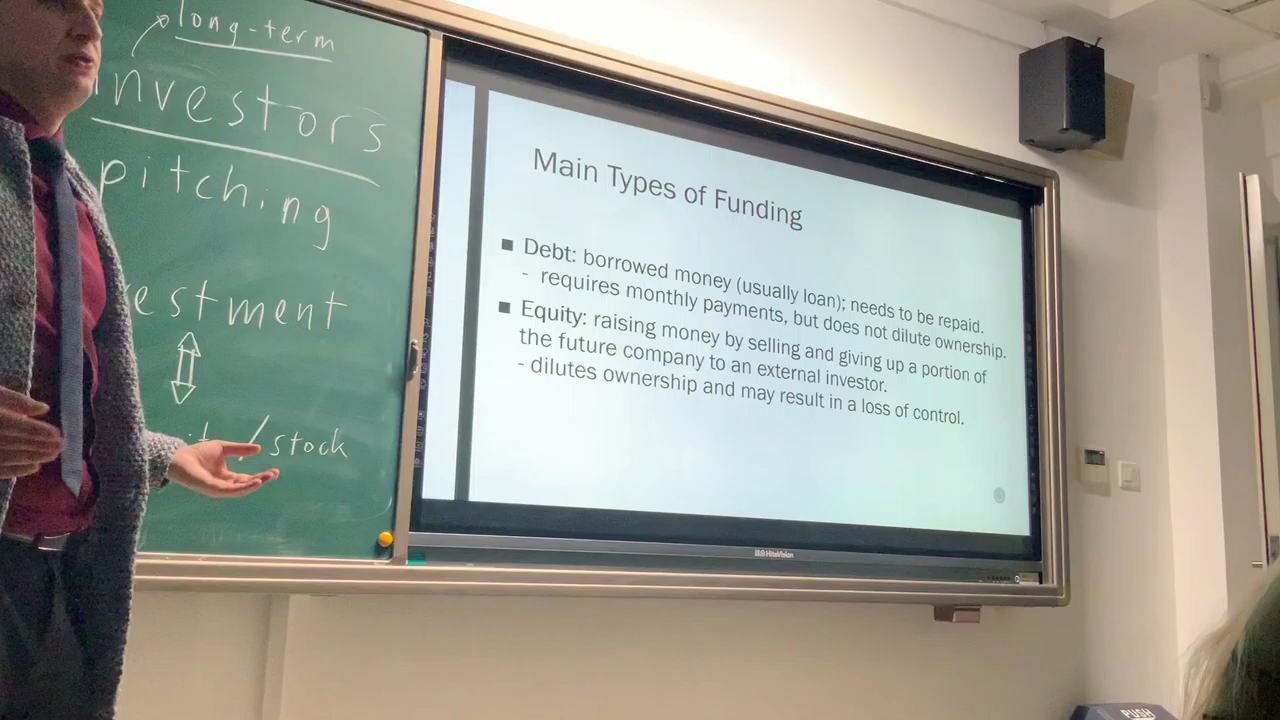 long-term
investors
pitching
estment
/stock
Main Types of Funding
■ Debt: borrowed money (usually loan); needs to be repaid.
- requires monthly payments, but does not dilute ownership.
■ Equity: raising money by selling and giving up a portion of
the future company to an external investor.
- dilutes ownership and may result in a loss of control.
HiteVision
PUSH